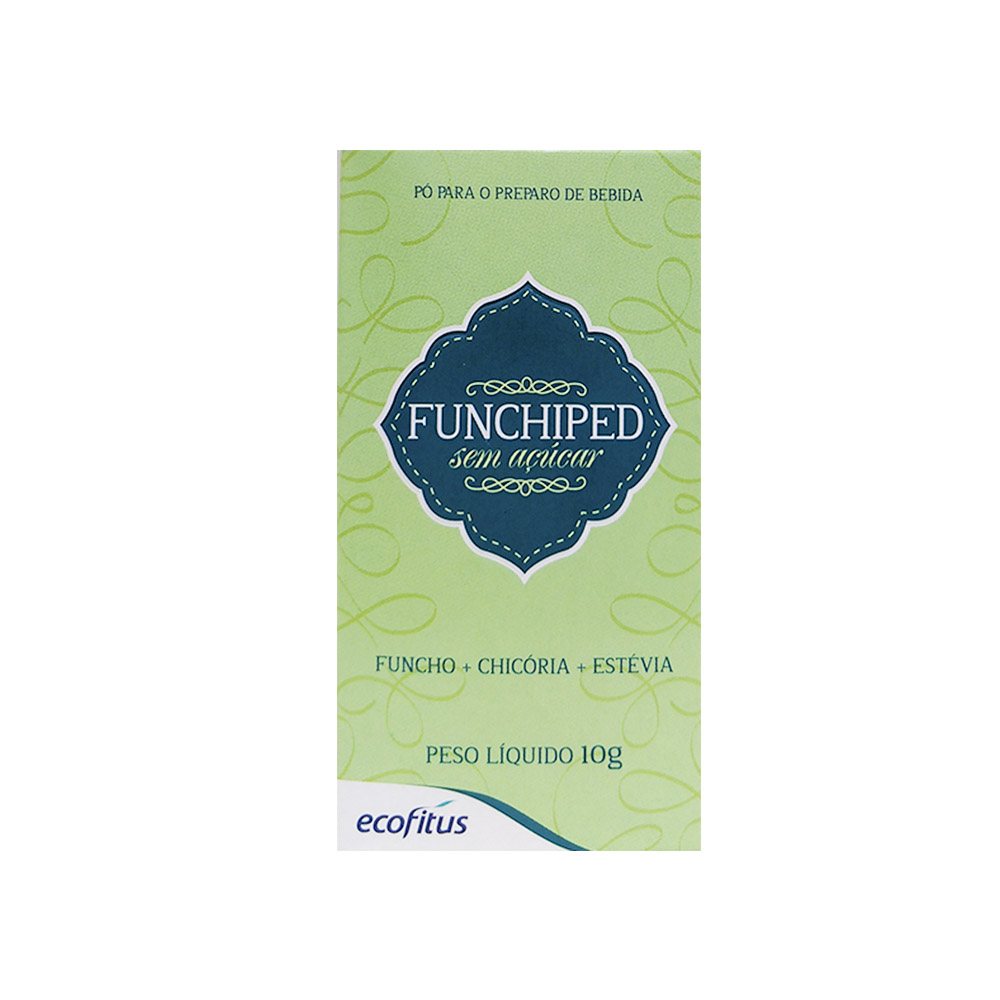 PÓ PARA O PREPARO DE BEBIDA
FUNCHIPED
sem açúcar
FUNCHO + CHICÓRIA + ESTÉVIA
PESO LÍQUIDO 10g
ecofitus